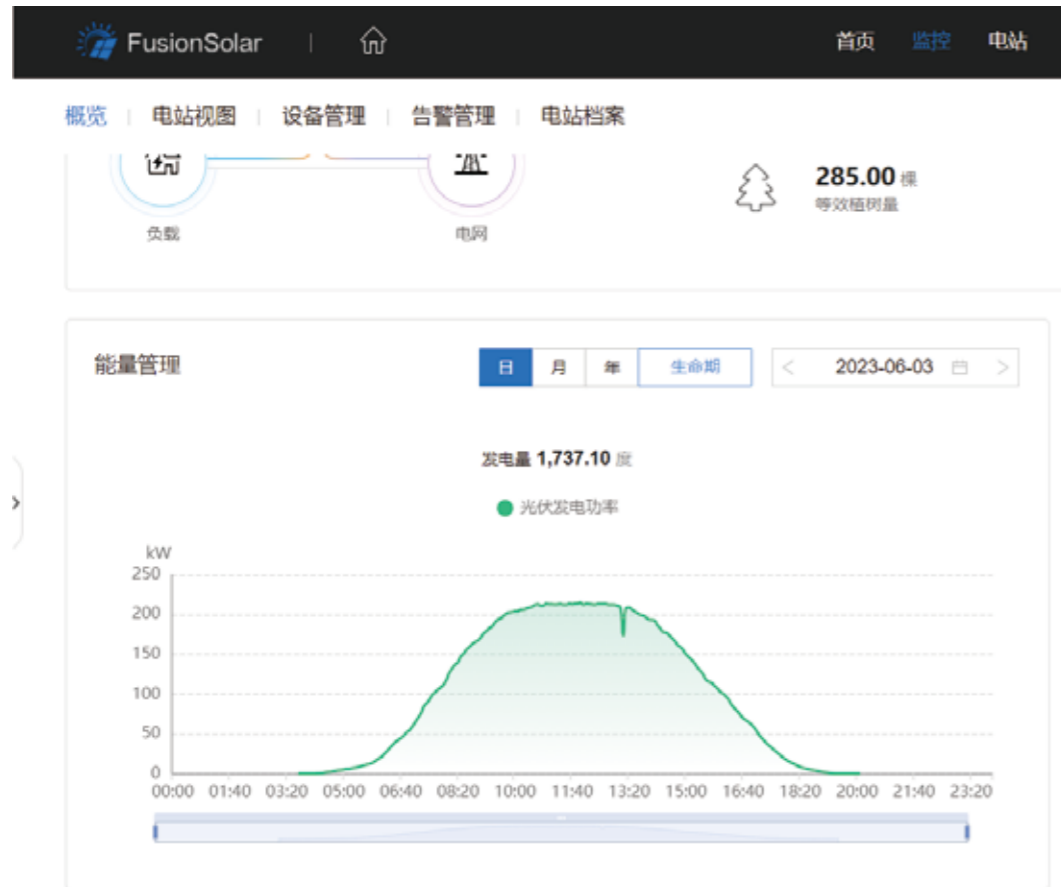 FusionSolar 首页 监控 电站
概览 电站视图 设备管理 告警管理 电站档案
285.00 棵
等效植树量
负载 电网
能量管理 日 月 年 生命期 < 2023-06-03 >
发电量 1,737.10 度
光伏发电功率
kW
250
200
150
100
50
0
00:00 01:40 03:20 05:00 06:40 08:20 10:00 11:40 13:20 15:00 16:40 18:20 20:00 21:40 23:20